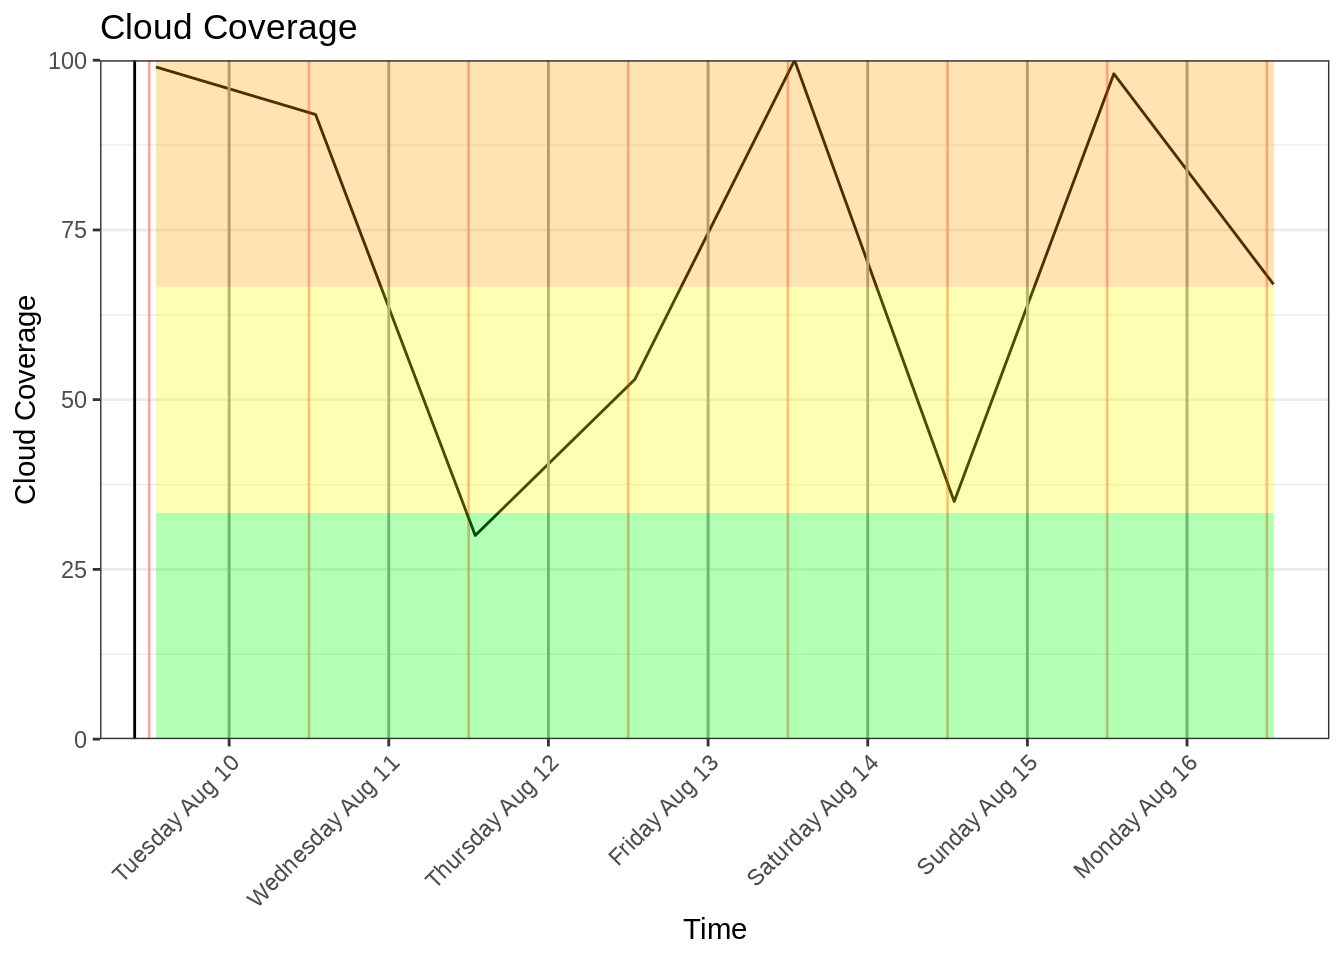 Cloud Coverage
100
75
50
25
0
Cloud Coverage
Tuesday Aug 10
Wednesday Aug 11
Thursday Aug 12
Friday Aug 13
Saturday Aug 14
Sunday Aug 15
Monday Aug 16
Time